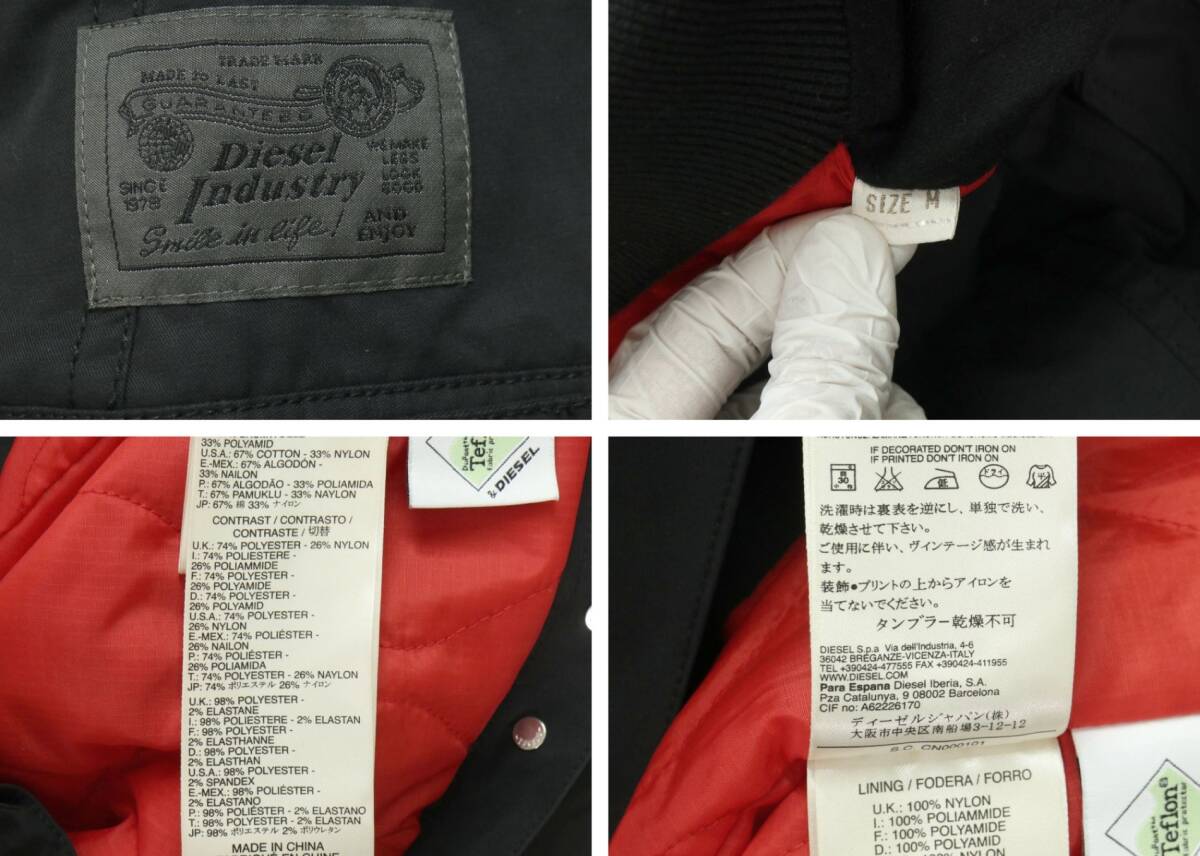 TRADE MARK
MADE to LAST
GUARANTEED
Diesel
Industry
WE MAKE
LEGS
LOOK
GOOD
SINCE
1978
AND
ENJOY
Smile in life!
SIZE M
33% POLYAMID
U.S.A.: 67% COTTON - 33% NYLON
E.-MEX.: 67% ALGODÓN -
33% NAILON
P.: 67% ALGODÃO - 33% POLIAMIDA
T.: 67% PAMUKLU - 33% NAYLON
JP: 67% 棉 33% ナイロン
CONTRAST / CONTRASTO /
CONTRASTE / 切替
U.K.: 74% POLYESTER - 26% NYLON
I.: 74% POLIESTERE -
26% POLIAMMIDE
F.: 74% POLYESTER -
26% POLYAMIDE
D.: 74% POLYESTER -
26% POLYAMID
U.S.A.: 74% POLYESTER -
26% NYLON
E.-MEX.: 74% POLIÉSTER -
26% NAILON
P.: 74% POLIÉSTER -
26% POLIAMIDA
T.: 74% POLYESTER - 26% NAYLON
JP: 74% ポリエステル 26% ナイロン
U.K.: 98% POLYESTER -
2% ELASTANE
I.: 98% POLIESTERE - 2% ELASTAN
F.: 98% POLYESTER -
2% ELASTHANNE
D.: 98% POLYESTER -
2% ELASTHAN
U.S.A.: 98% POLYESTER -
2% SPANDEX
E.-MEX.: 98% POLIÉSTER -
2% ELASTANO
P.: 98% POLIÉSTER - 2% ELASTANO
T.: 98% POLYESTER - 2% ELASTAN
JP: 98% ポリエステル 2% ポリウレタン
MADE IN CHINA
DuPont™
Tef
fabric pro
& DIESEL
IF DECORATED DON'T IRON ON
IF PRINTED DON'T IRON ON
30
低
ドライ
洗濯時は裏表を逆にし、単独で洗い、
乾燥させて下さい。
ご使用に伴い、ヴィンテージ感が生まれ
ます。
装飾●プリントの上からアイロンを
当てないでください。
タンブラー乾燥不可
DIESEL S.p.a Via dell'Industria, 4-6
36042 BREGANZE-VICENZA-ITALY
TEL +390424-477555 FAX +390424-411955
WWW.DIESEL.COM
Para Espana Diesel Iberia, S.A.
Pza Catalunya, 9 08002 Barcelona
CIF no: A62226170
ディーゼルジャパン(株)
大阪市中央区南船場3-12-12
S.C. CN000101
LINING / FODERA / FORRO
U.K.: 100% NYLON
I.: 100% POLIAMMIDE
F.: 100% POLYAMIDE
D.: 100% POLYAMID
DuPont™
Teflon®
fabric protector